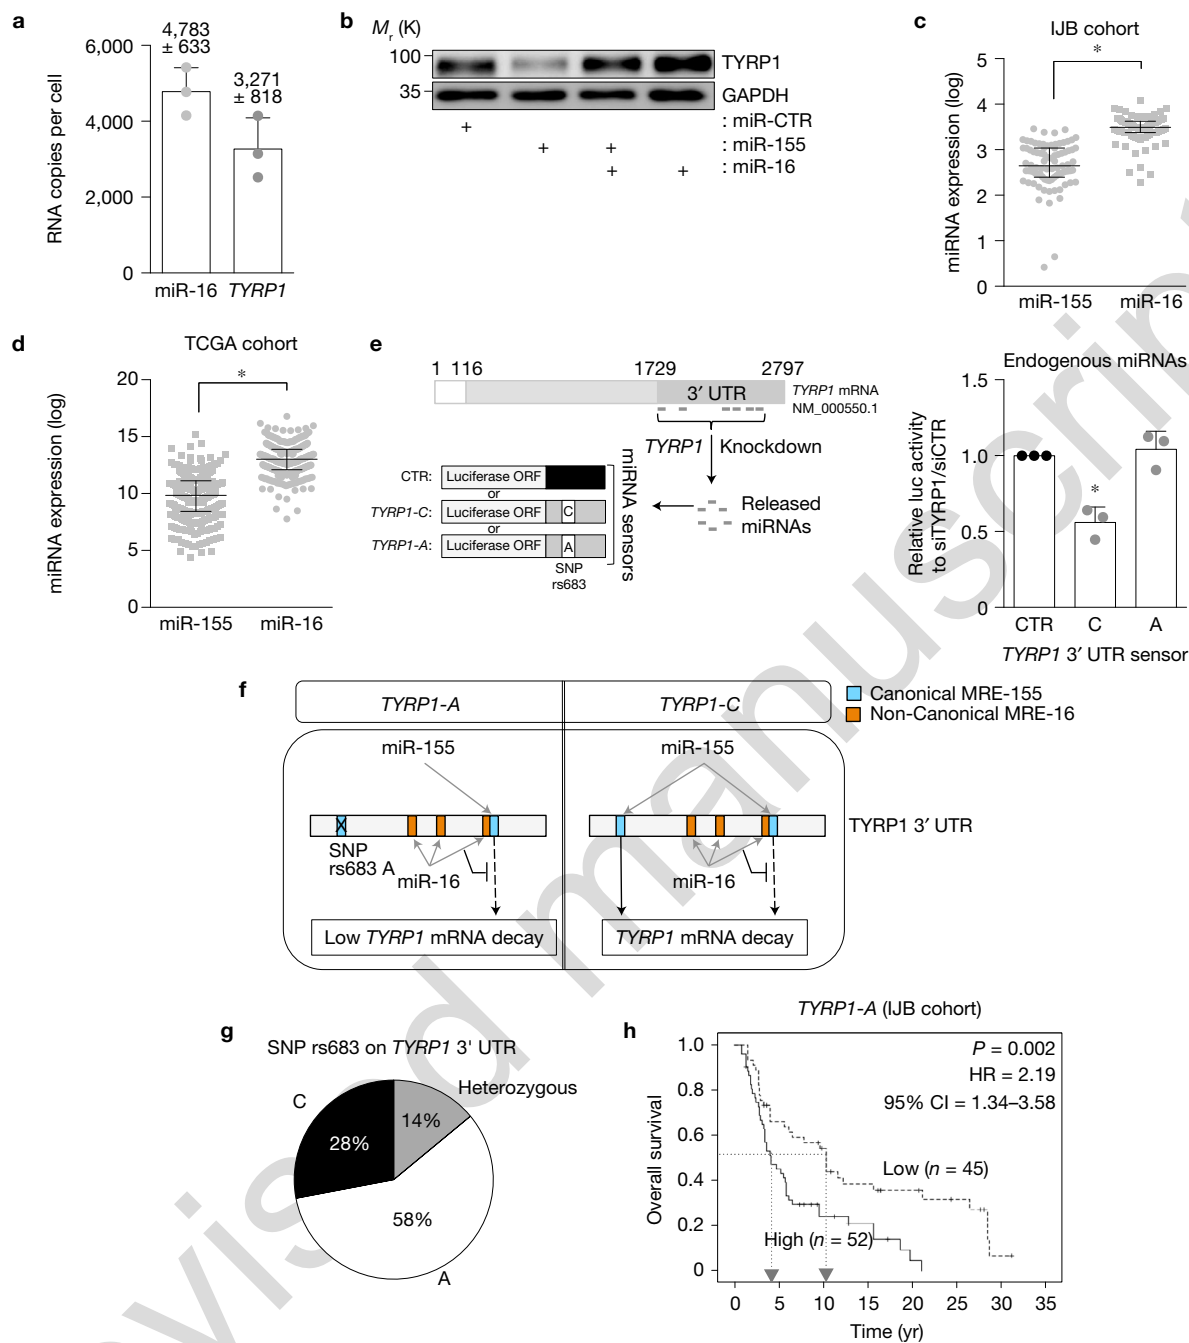 a
4,783
± 633
3,271
± 818
6,000
4,000
2,000
0
RNA copies per cell
miR-16
TYRP1
b
Mr (K)
100
35
TYRP1
GAPDH
+
: miR-CTR
+ +
: miR-155
+ +
: miR-16
c
IJB cohort
*
5
4
3
2
1
0
miRNA expression (log)
miR-155
miR-16
d
TCGA cohort
*
20
15
10
5
0
miRNA expression (log)
miR-155
miR-16
e
1 116 1729 2797
3′ UTR
TYRP1 mRNA
NM_000550.1
TYRP1 Knockdown
Released
miRNAs
miRNA sensors
CTR: Luciferase ORF
or
TYRP1-C: Luciferase ORF C
or
TYRP1-A: Luciferase ORF A
SNP
rs683
Endogenous miRNAs
1.5
1.0
0.5
0
*
Relative luc activity
to siTYRP1/siCTR
CTR C A
TYRP1 3′ UTR sensor
f
TYRP1-A
TYRP1-C
Canonical MRE-155
Non-Canonical MRE-16
miR-155
miR-155
SNP
rs683 A
miR-16
miR-16
TYRP1 3′ UTR
Low TYRP1 mRNA decay
TYRP1 mRNA decay
g
SNP rs683 on TYRP1 3' UTR
C
Heterozygous
14%
28%
58%
A
h
TYRP1-A (IJB cohort)
P = 0.002
HR = 2.19
95% CI = 1.34–3.58
1.0
0.8
0.6
0.4
0.2
0
Overall survival
Low (n = 45)
High (n = 52)
0 5 10 15 20 25 30 35
Time (yr)
vised manuscrip